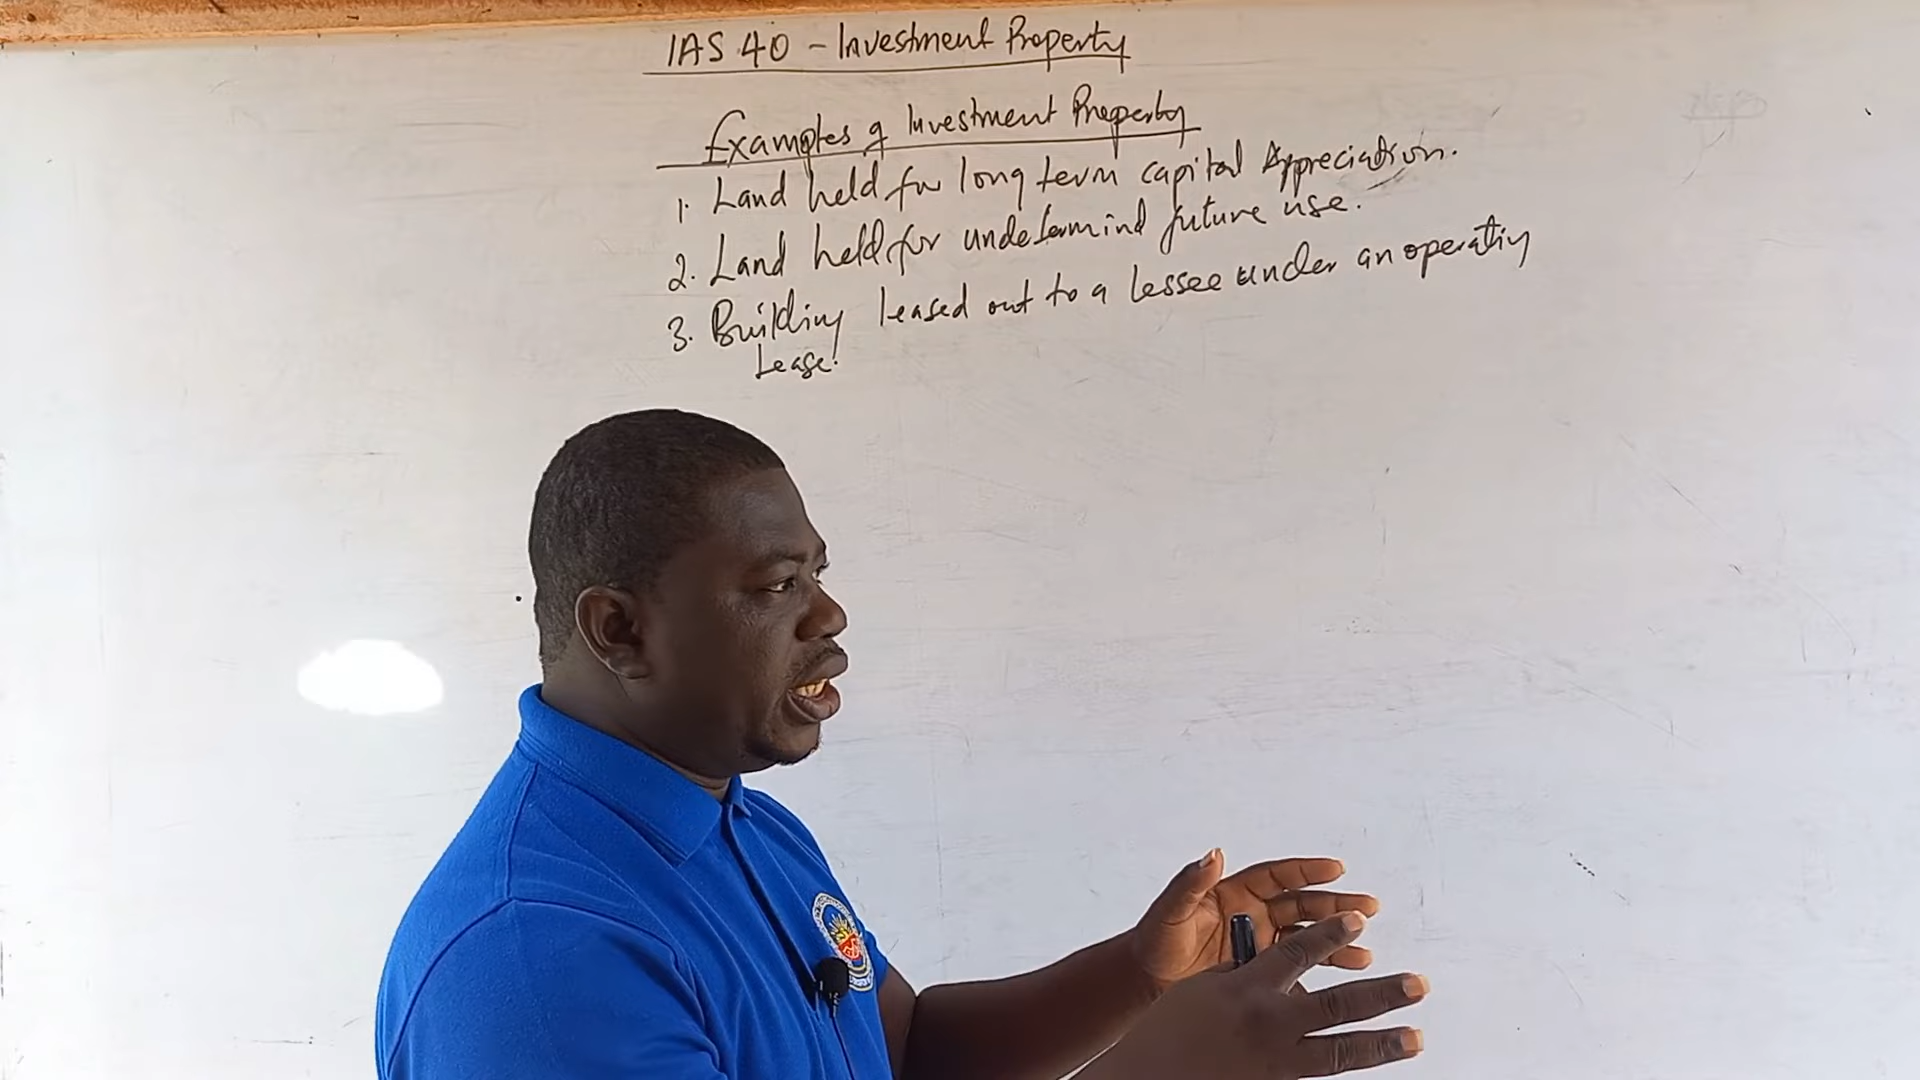 IAS 40 - Investment Property
Examples of Investment Property
1. Land held for long term capital Appreciation.
2. Land held for undetermind future use.
3. Building leased out to a lessee under an operating
Lease.